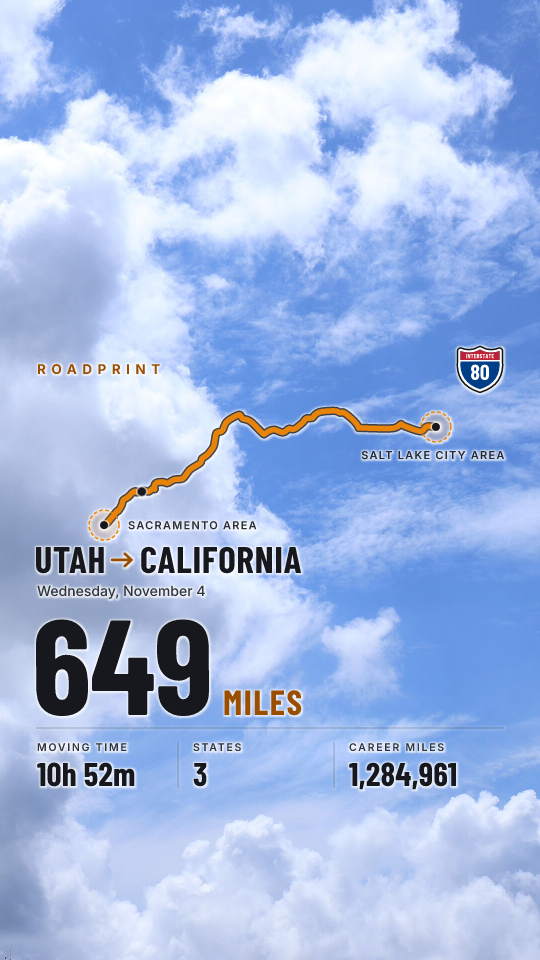 ROADPRINT
INTERSTATE
80
SALT LAKE CITY AREA
SACRAMENTO AREA
UTAH → CALIFORNIA
Wednesday, November 4
649 MILES
MOVING TIME
10h 52m
STATES
3
CAREER MILES
1,284,961